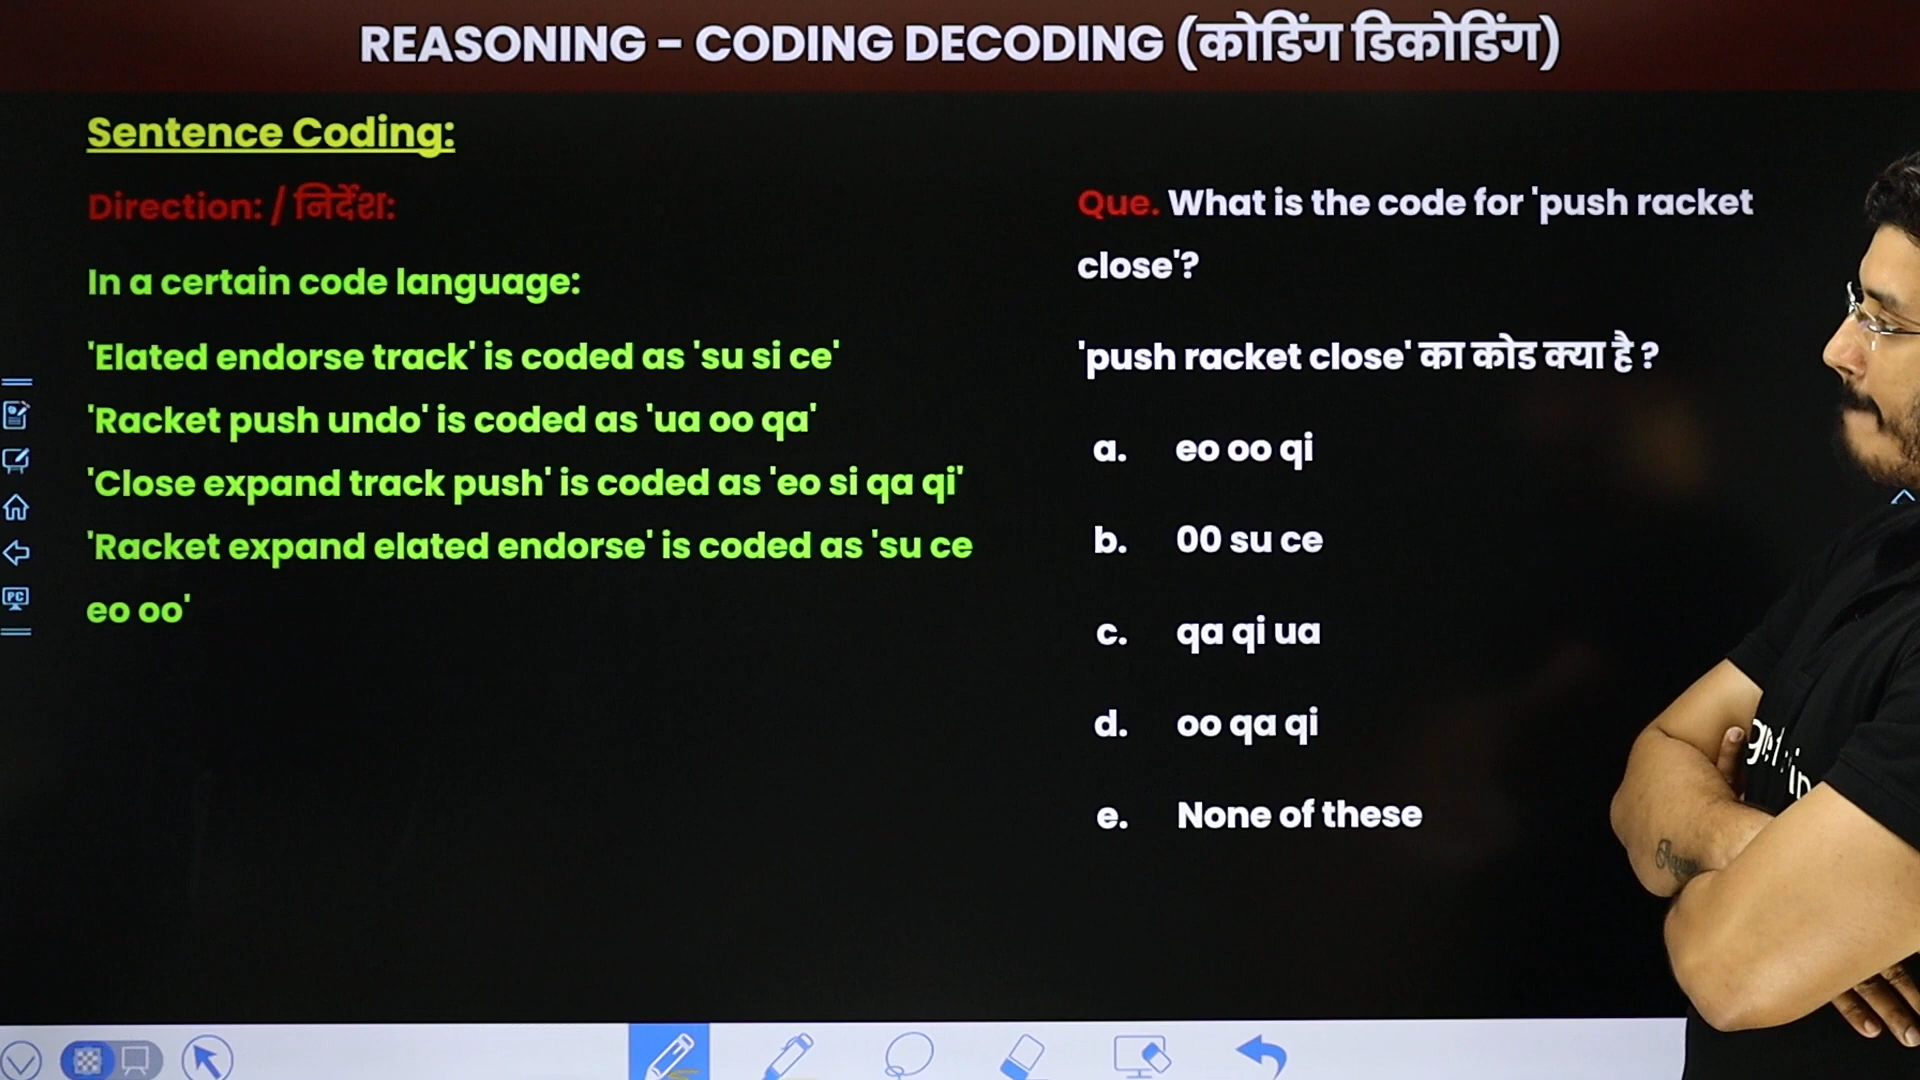 REASONING - CODING DECODING (कोडिंग डिकोडिंग)
Sentence Coding:
Direction: / निर्देश:
In a certain code language:
'Elated endorse track' is coded as 'su si ce'
'Racket push undo' is coded as 'ua oo qa'
'Close expand track push' is coded as 'eo si qa qi'
'Racket expand elated endorse' is coded as 'su ce
eo oo'
Que. What is the code for 'push racket
close'?
'push racket close' का कोड क्या है ?
a. eo oo qi
b. 00 su ce
c. qa qi ua
d. oo qa qi
e. None of these
PC